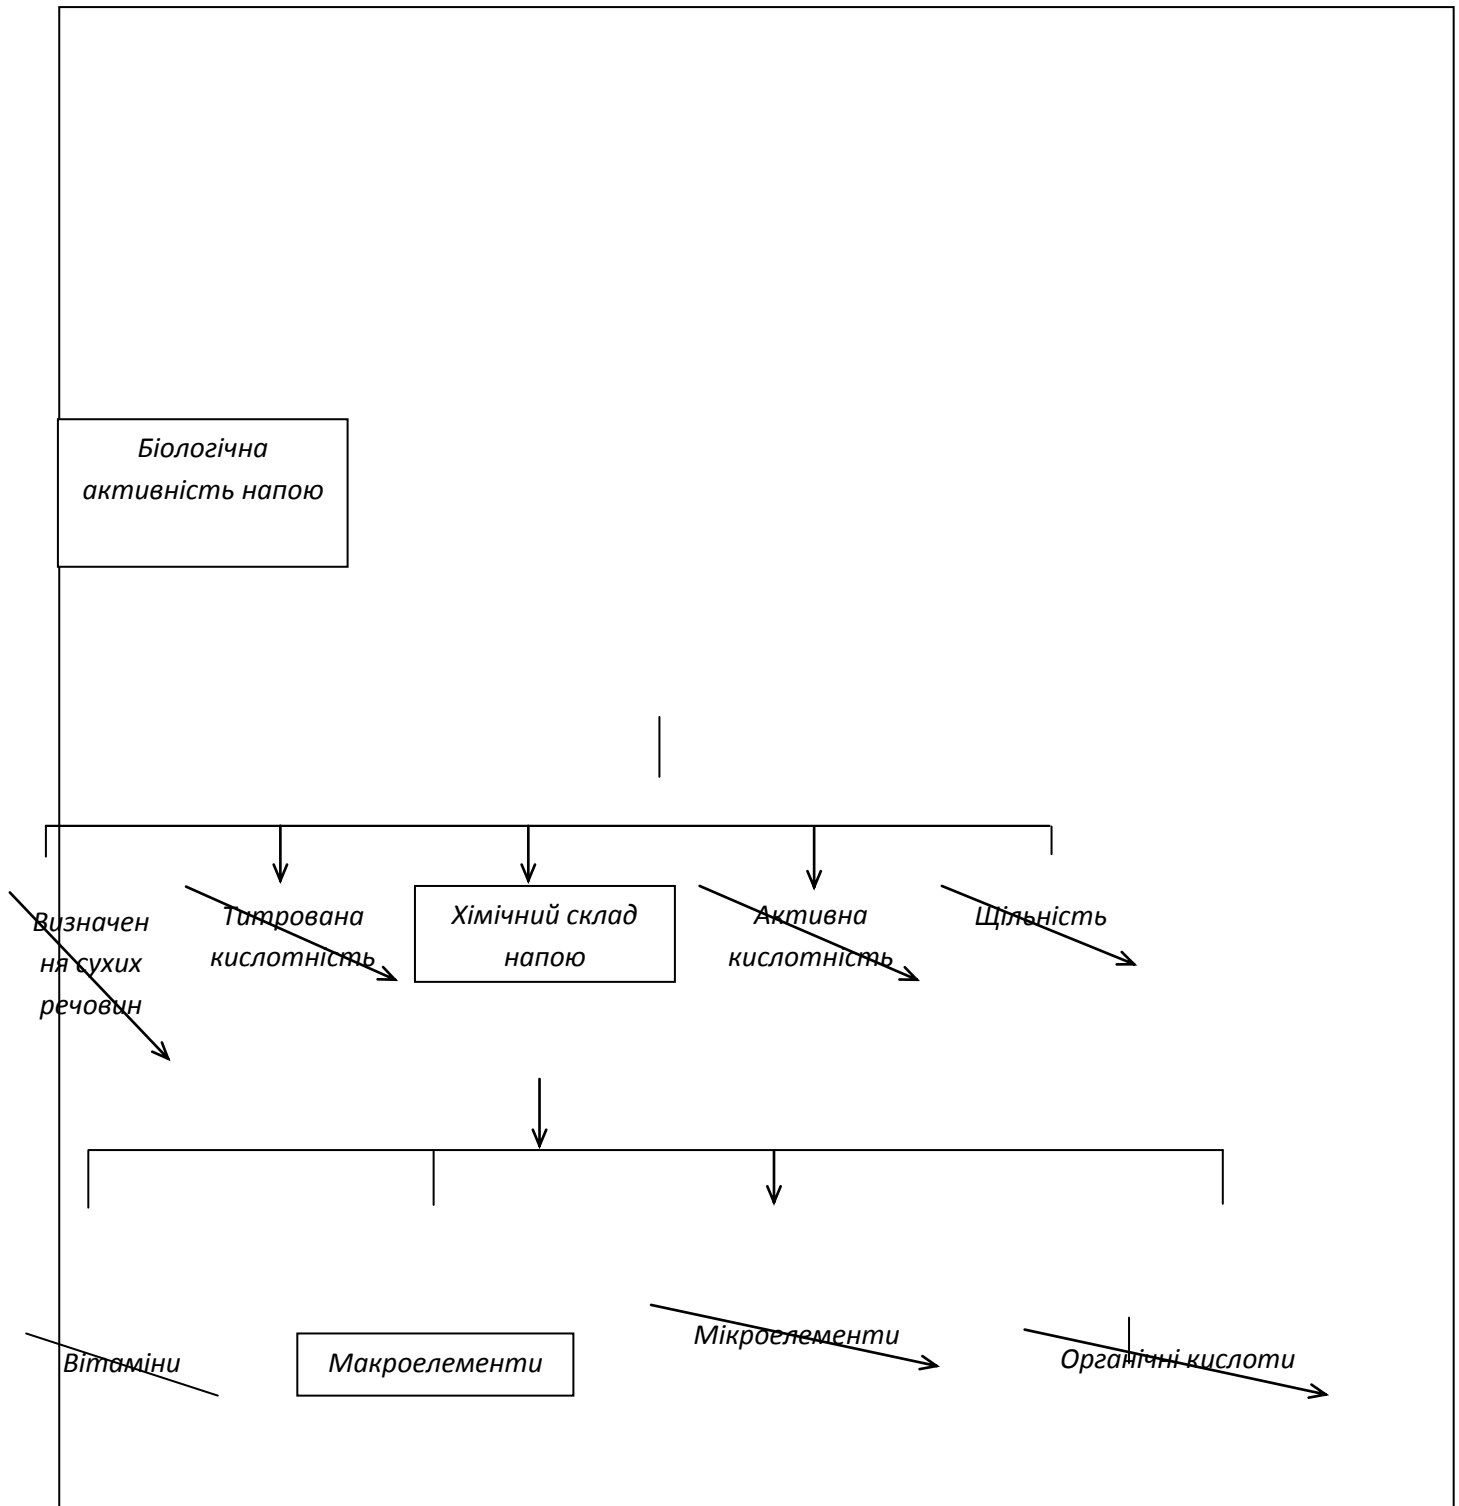 Біологічна
активність напою
Визначен
ня сухих
речовин
Титрована
кислотність
Хімічний склад
напою
Активна
кислотність
Щільність
Вітаміни
Макроелементи
Мікроелементи
Органічні кислоти